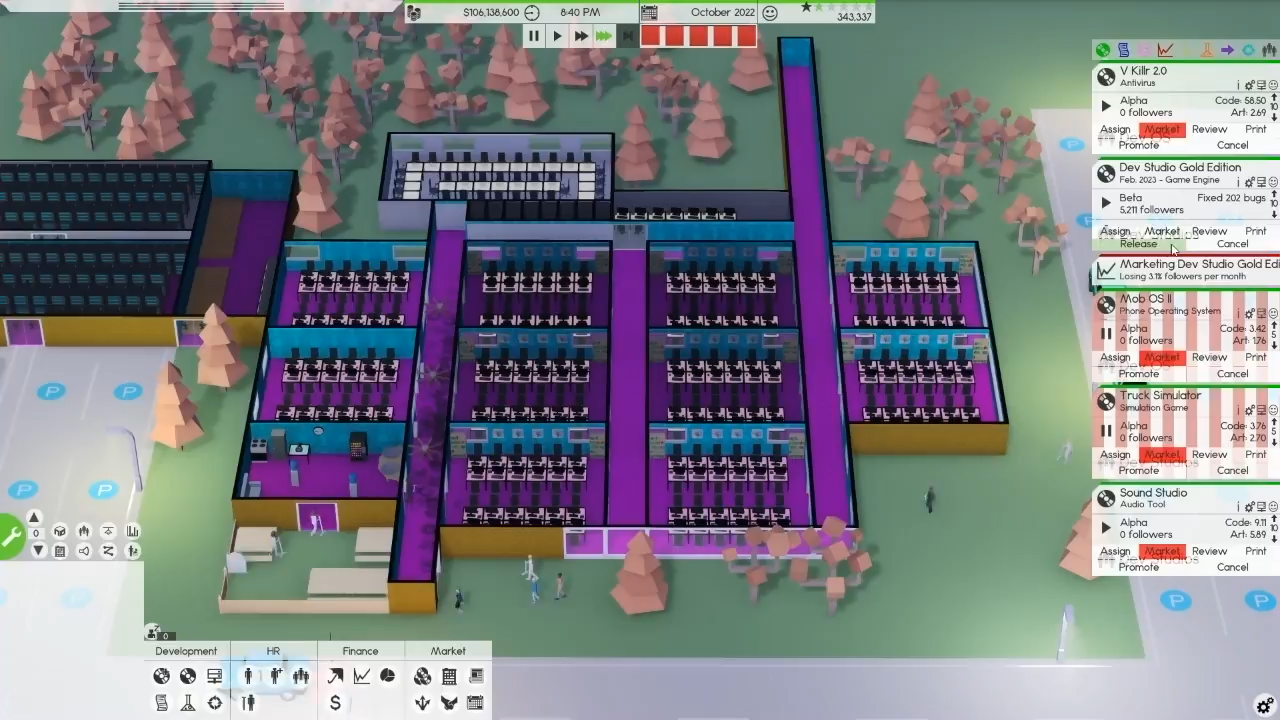 $106,138,600
8:40 PM
October 2022
343,337
V Killr 2.0
Antivirus
Alpha
Code: 58.50
0 followers
Art: 2.69
Assign Market Review Print
Promote Cancel
Dev Studio Gold Edition
Feb. 2023 - Game Engine
Beta
Fixed 202 bugs
5,211 followers
Assign Market Review Print
Release Cancel
Marketing Dev Studio Gold Edi
Losing 3.1% followers per month
Mob OS II
Phone Operating System
Alpha
Code: 3.42
0 followers
Art: 1.76
Assign Market Review Print
Promote Cancel
Truck Simulator
Simulation Game
Alpha
Code: 3.76
0 followers
Art: 2.70
Assign Market Review Print
Promote Cancel
Sound Studio
Audio Tool
Alpha
Code: 9.11
0 followers
Art: 5.89
Assign Market Review Print
Promote Cancel
0
0
Development HR Finance Market